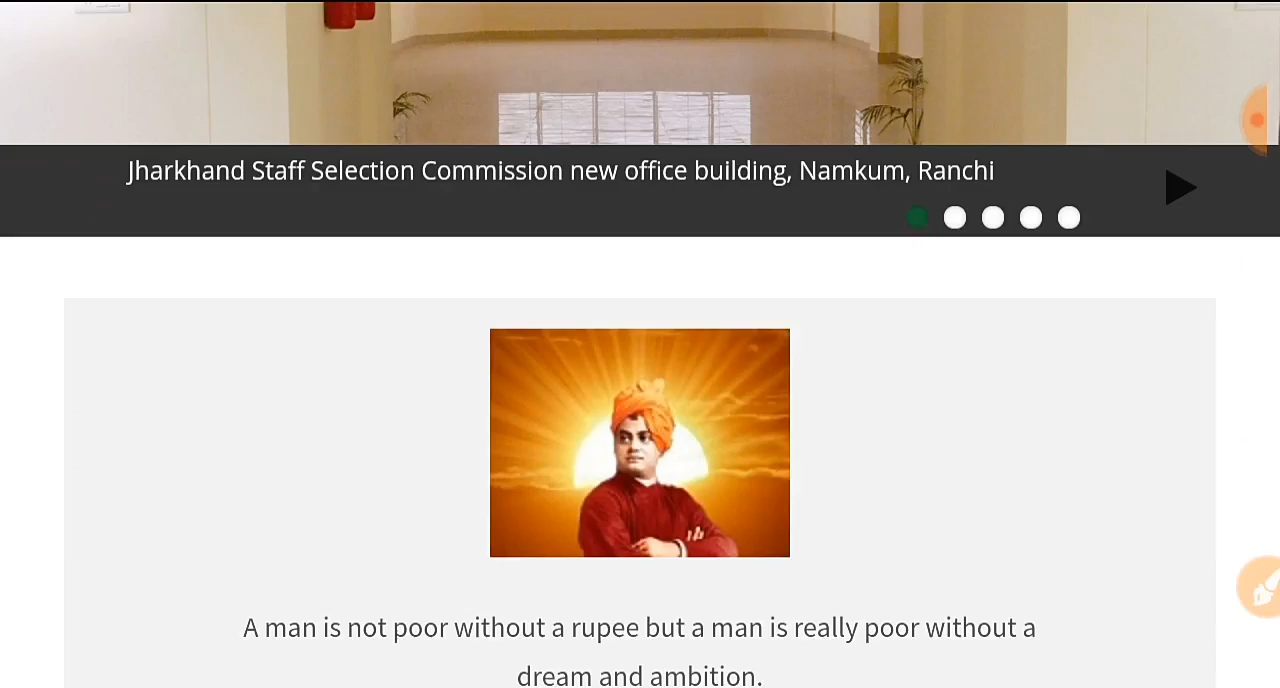 Jharkhand Staff Selection Commission new office building, Namkum, Ranchi
A man is not poor without a rupee but a man is really poor without a
dream and ambition.